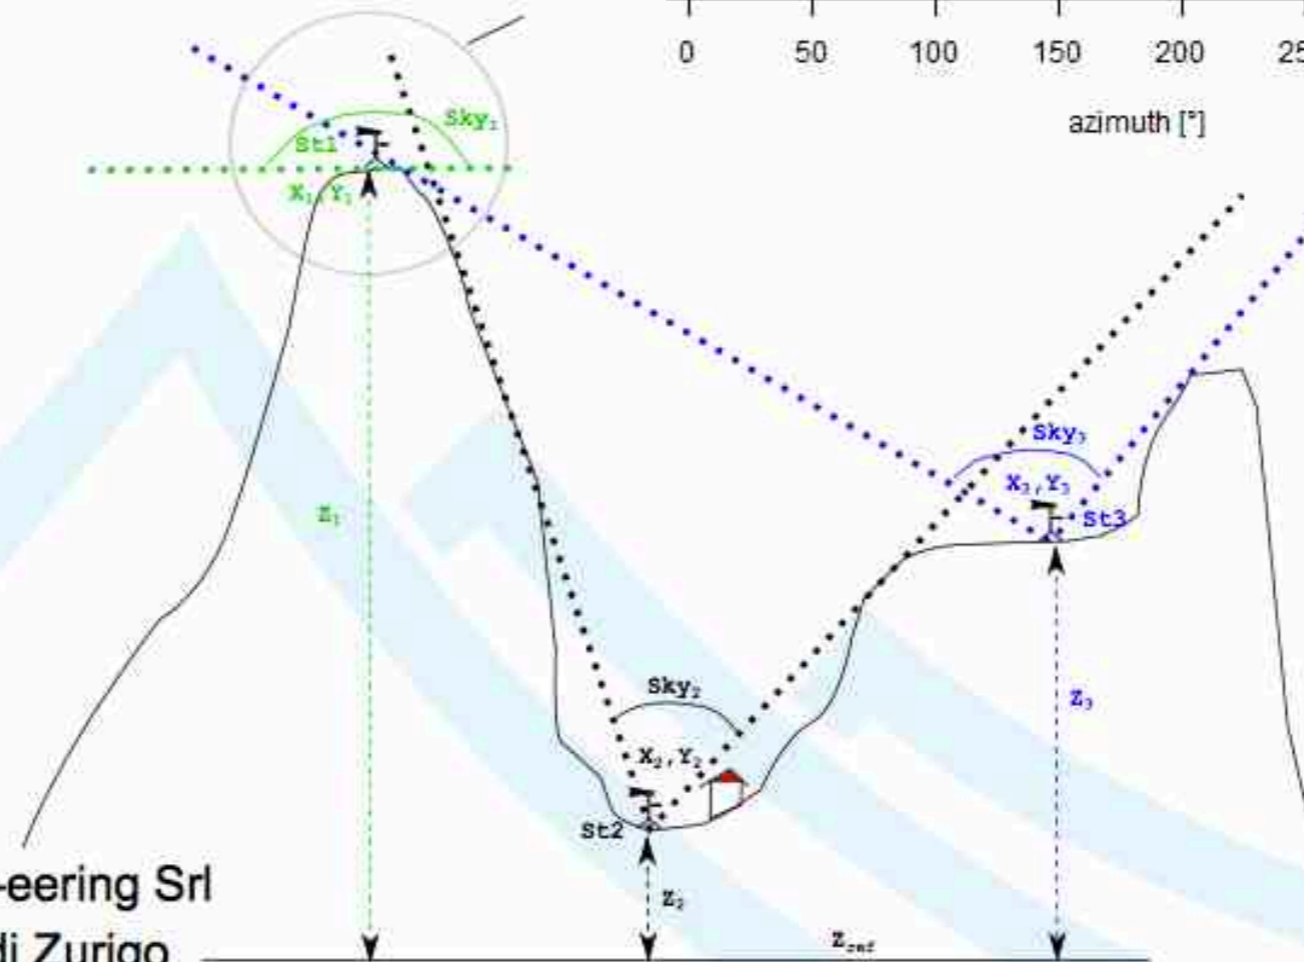 0 50 100 150 200
azimuth [°]
Sky₁
St1
X₁,Y₁
Z₁
Sky₃
X₃,Y₃
St3
Z₃
Sky₂
X₂,Y₂
St2
Z₂
-eering Srl
di Zurigo